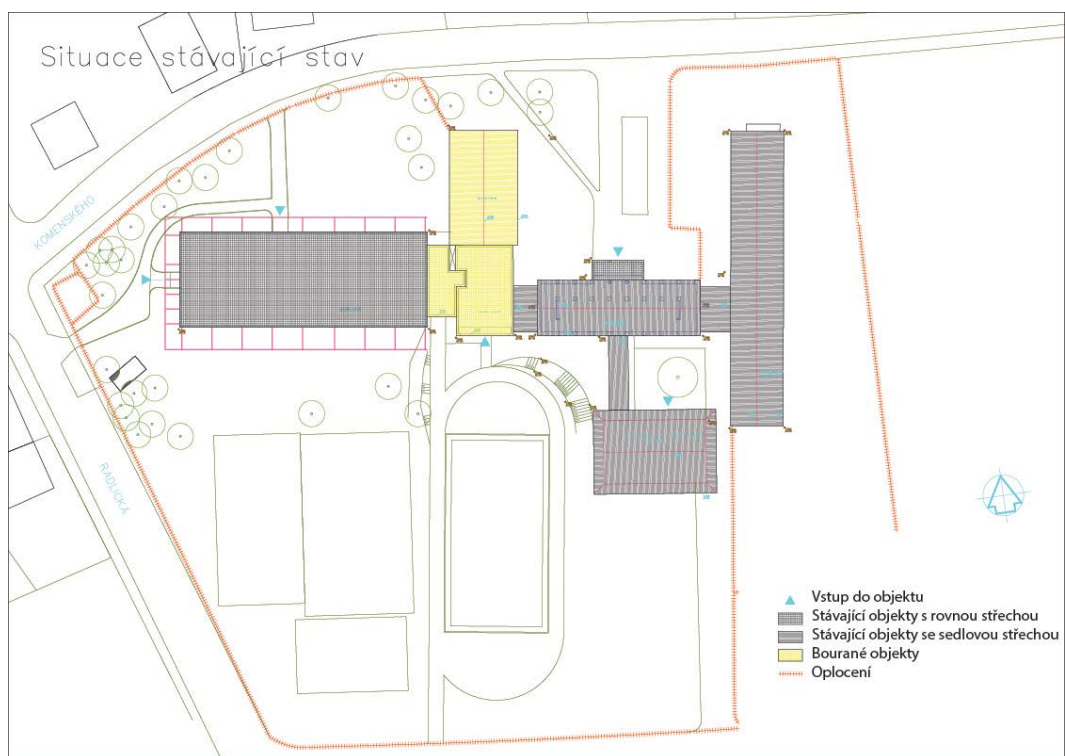 Situace stávající stav
KOMENSKÉHO
RADLICKÁ
Vstup do objektu
Stávající objekty s rovnou střechou
Stávající objekty se sedlovou střechou
Bourané objekty
Oplocení